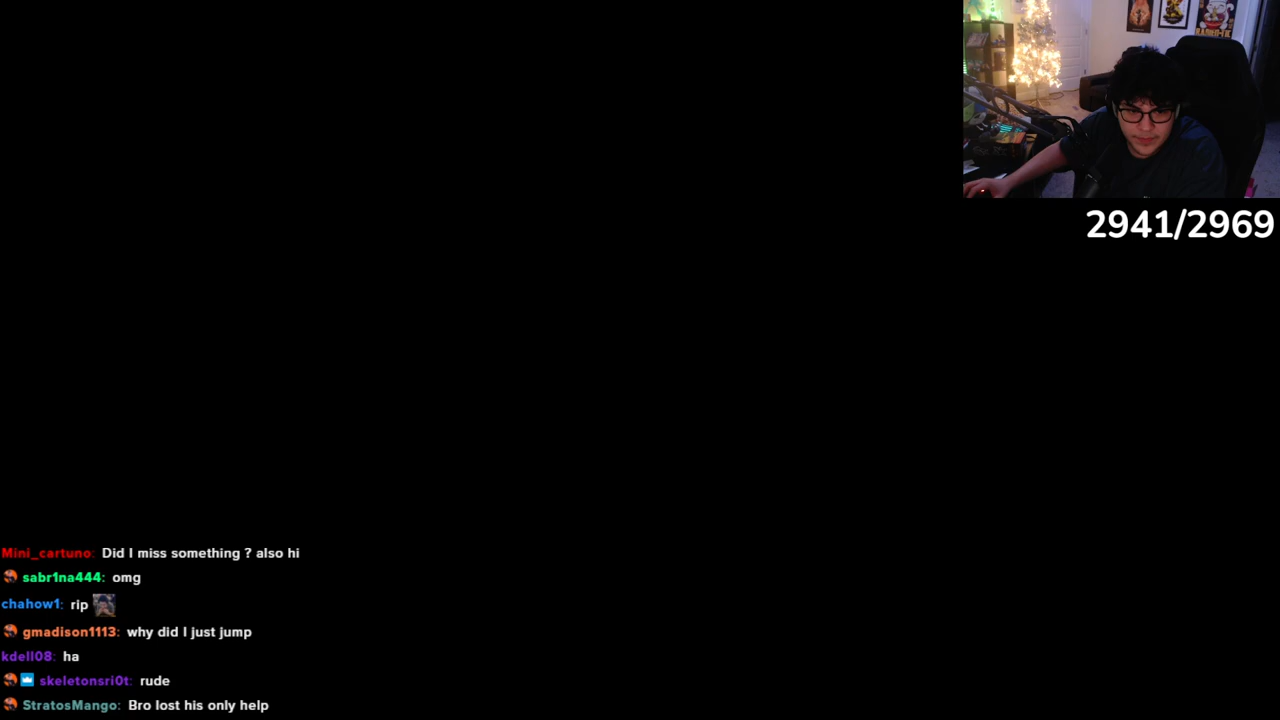 2941/2969
Mini_cartuno: Did I miss something ? also hi
sabr1na444: omg
chahow1: rip
gmadison1113: why did I just jump
kdell08: ha
skeletonsri0t: rude
StratosMango: Bro lost his only help